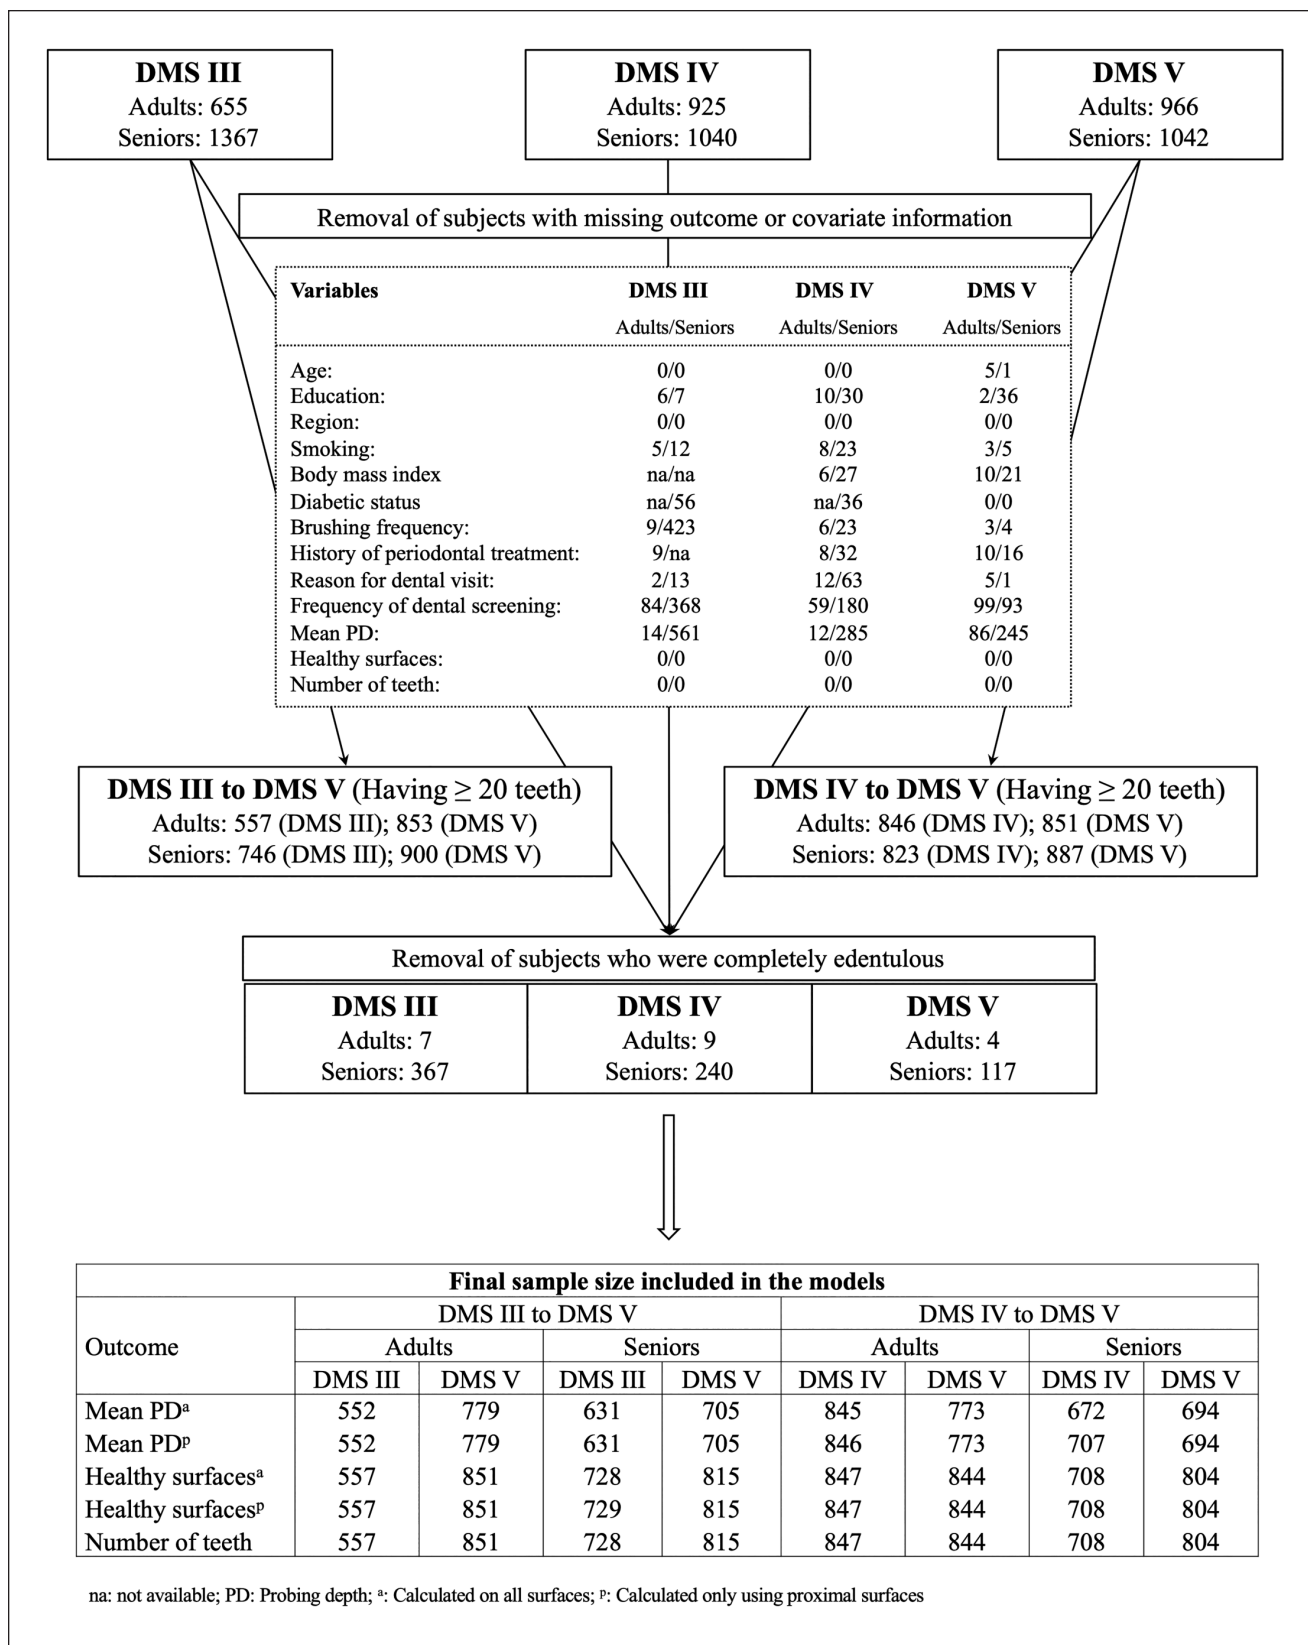 DMS III
Adults: 655
Seniors: 1367
DMS IV
Adults: 925
Seniors: 1040
DMS V
Adults: 966
Seniors: 1042
Removal of subjects with missing outcome or covariate information
Variables DMS III DMS IV DMS V
Adults/Seniors Adults/Seniors Adults/Seniors
Age: 0/0 0/0 5/1
Education: 6/7 10/30 2/36
Region: 0/0 0/0 0/0
Smoking: 5/12 8/23 3/5
Body mass index na/na 6/27 10/21
Diabetic status na/56 na/36 0/0
Brushing frequency: 9/423 6/23 3/4
History of periodontal treatment: 9/na 8/32 10/16
Reason for dental visit: 2/13 12/63 5/1
Frequency of dental screening: 84/368 59/180 99/93
Mean PD: 14/561 12/285 86/245
Healthy surfaces: 0/0 0/0 0/0
Number of teeth: 0/0 0/0 0/0
DMS III to DMS V (Having ≥ 20 teeth)
Adults: 557 (DMS III); 853 (DMS V)
Seniors: 746 (DMS III); 900 (DMS V)
DMS IV to DMS V (Having ≥ 20 teeth)
Adults: 846 (DMS IV); 851 (DMS V)
Seniors: 823 (DMS IV); 887 (DMS V)
Removal of subjects who were completely edentulous
DMS III
Adults: 7
Seniors: 367
DMS IV
Adults: 9
Seniors: 240
DMS V
Adults: 4
Seniors: 117
Final sample size included in the models
Outcome
DMS III to DMS V DMS IV to DMS V
Adults Seniors Adults Seniors
DMS III DMS V DMS III DMS V DMS IV DMS V DMS IV DMS V
Mean PDᵃ 552 779 631 705 845 773 672 694
Mean PDᵖ 552 779 631 705 846 773 707 694
Healthy surfacesᵃ 557 851 728 815 847 844 708 804
Healthy surfacesᵖ 557 851 729 815 847 844 708 804
Number of teeth 557 851 728 815 847 844 708 804
na: not available; PD: Probing depth; ᵃ: Calculated on all surfaces; ᵖ: Calculated only using proximal surfaces